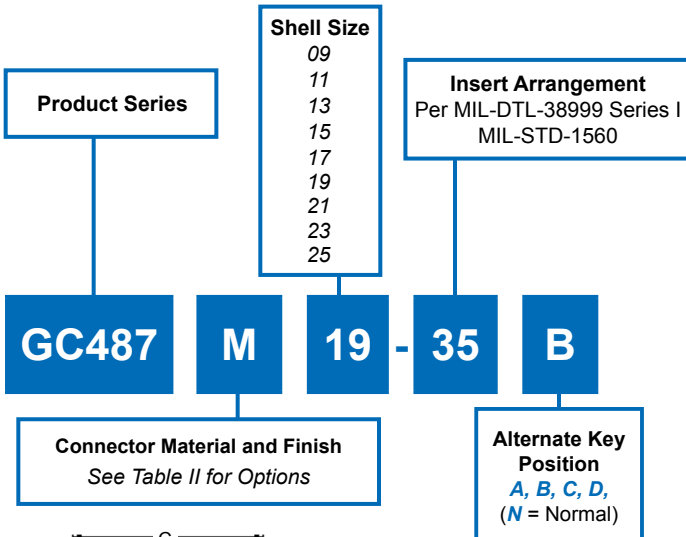 Shell Size
09
11
13
15
17
19
21
23
25
Product Series
Insert Arrangement
Per MIL-DTL-38999 Series I
MIL-STD-1560
GC487 M 19 - 35 B
Connector Material and Finish
See Table II for Options
Alternate Key
Position
A, B, C, D,
(N = Normal)
C